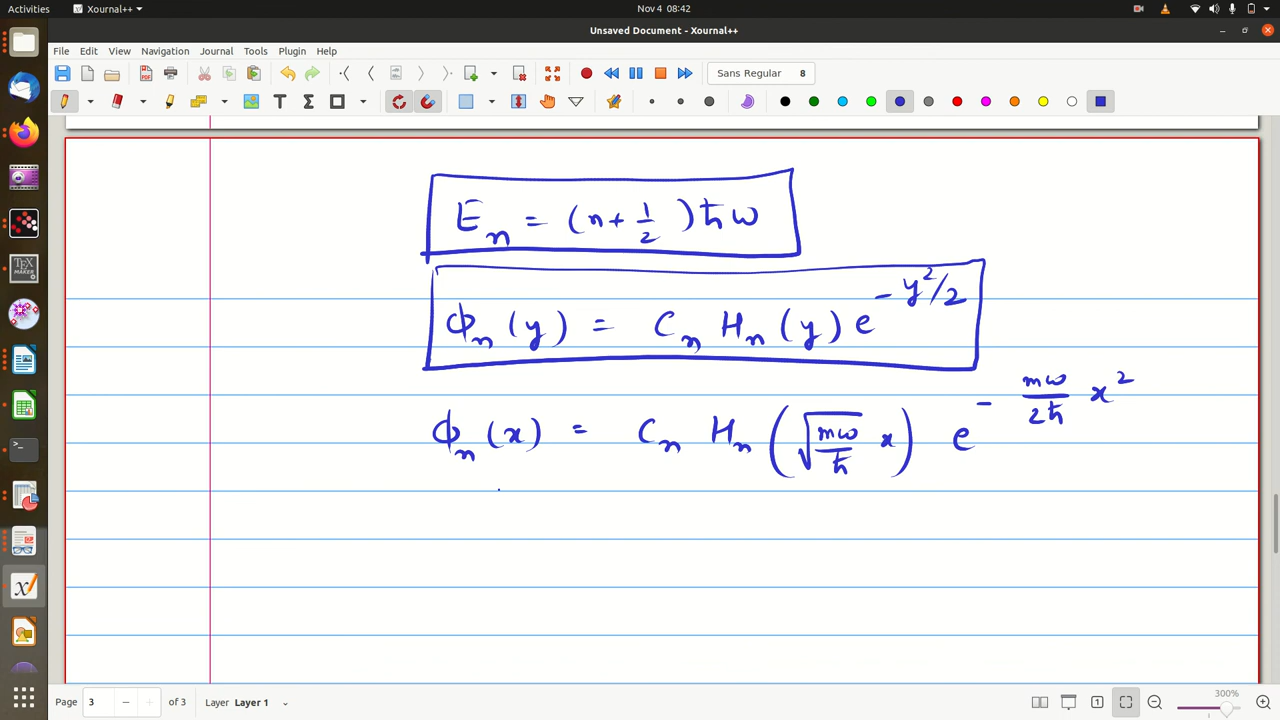 Activities
Xournal++
Nov 4 08:42
Unsaved Document - Xournal++
File Edit View Navigation Journal Tools Plugin Help
Sans Regular 8
E_n = (n + 1/2) ħω
ϕ_n (y) = C_n H_n (y) e^{- y²/2}
ϕ_n (x) = C_n H_n (√(mω/ħ) x) e^{- mω/2ħ x²}
Page 3 of 3 Layer Layer 1
300%